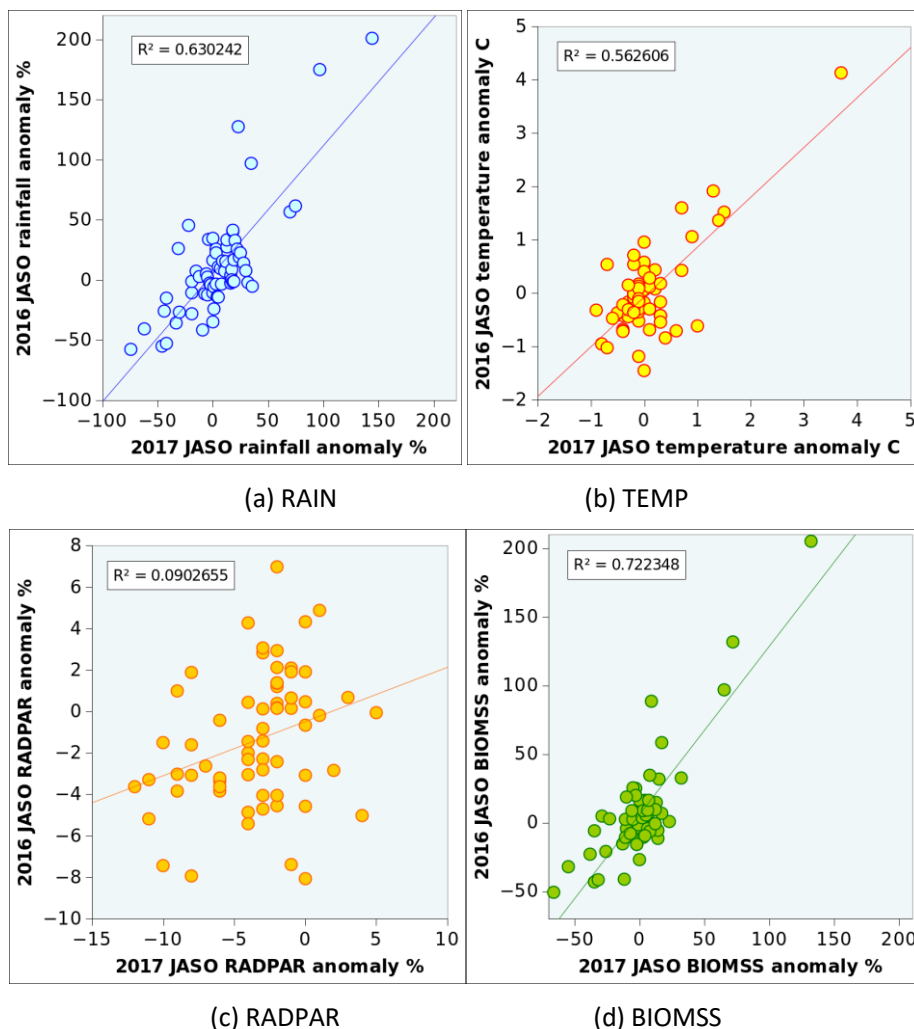 R² = 0.630242
2016 JASO rainfall anomaly %
200
150
100
50
0
−50
−100
−100 −50 0 50 100 150 200
2017 JASO rainfall anomaly %
R² = 0.562606
2016 JASO temperature anomaly C
5
4
3
2
1
0
−1
−2
−2 −1 0 1 2 3 4 5
2017 JASO temperature anomaly C
(a) RAIN
(b) TEMP
R² = 0.0902655
2016 JASO RADPAR anomaly %
8
6
4
2
0
−2
−4
−6
−8
−10
−15 −10 −5 0 5 10
2017 JASO RADPAR anomaly %
R² = 0.722348
2016 JASO BIOMSS anomaly %
200
150
100
50
0
−50
−50 0 50 100 150 200
2017 JASO BIOMSS anomaly %
(c) RADPAR
(d) BIOMSS